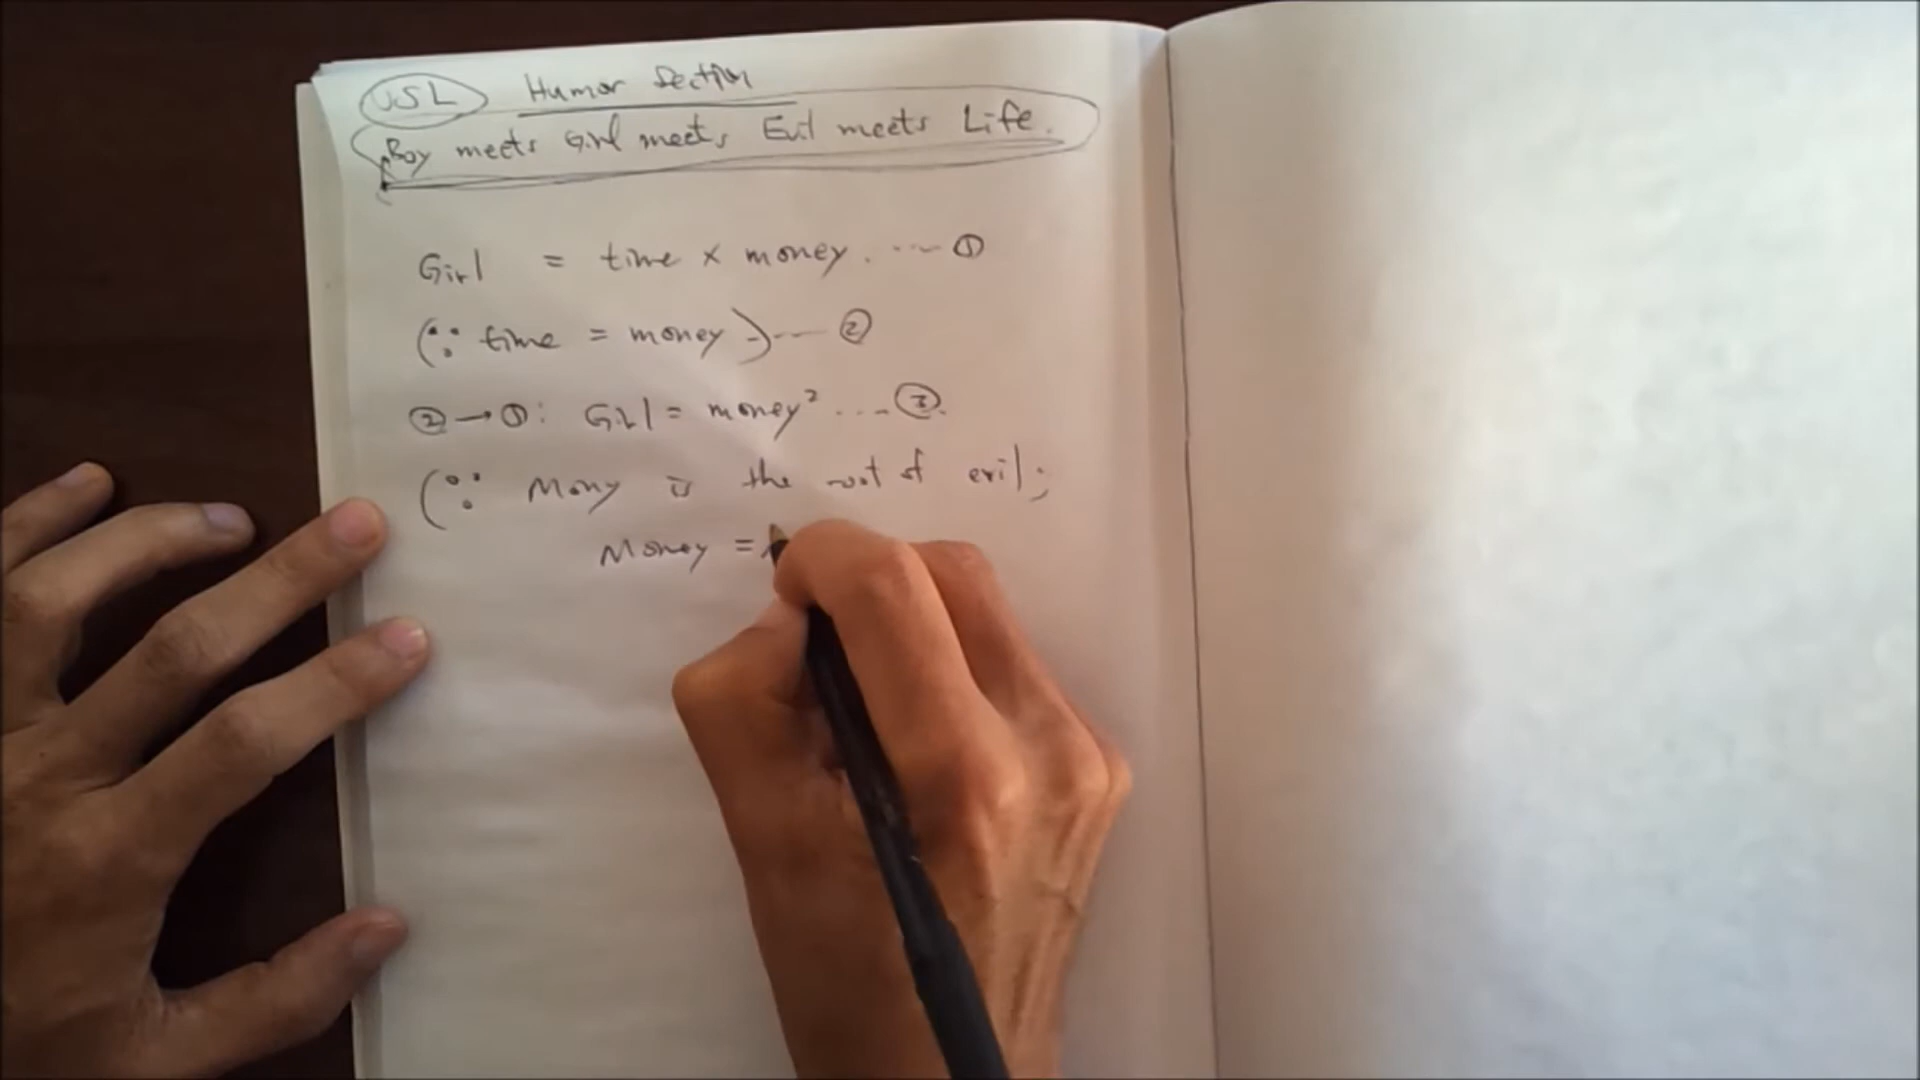 USL Humor Section
Boy meets Girl meets Evil meets Life.
Girl = time × money. ---- ①
(∵ time = money) ---- ②
② → ①: Girl = money² ---- ③.
(∵ Mony is the root of evil;
Money =